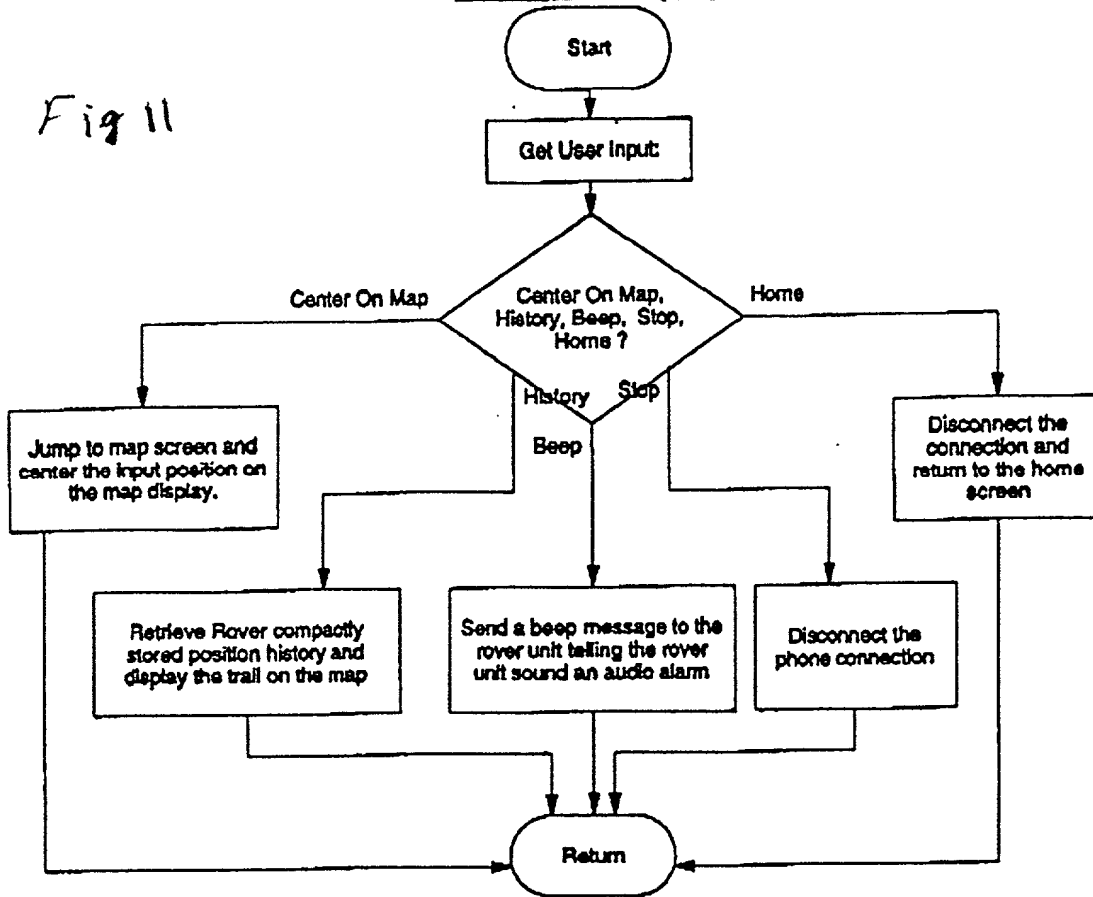 Start
Fig 11
Get User Input:
Center On Map
Center On Map,
History, Beep, Stop,
Home ?
Home
History
Stop
Beep
Jump to map screen and
center the input position on
the map display.
Disconnect the
connection and
return to the home
screen
Retrieve Rover compactly
stored position history and
display the trail on the map
Send a beep message to the
rover unit telling the rover
unit sound an audio alarm
Disconnect the
phone connection
Return